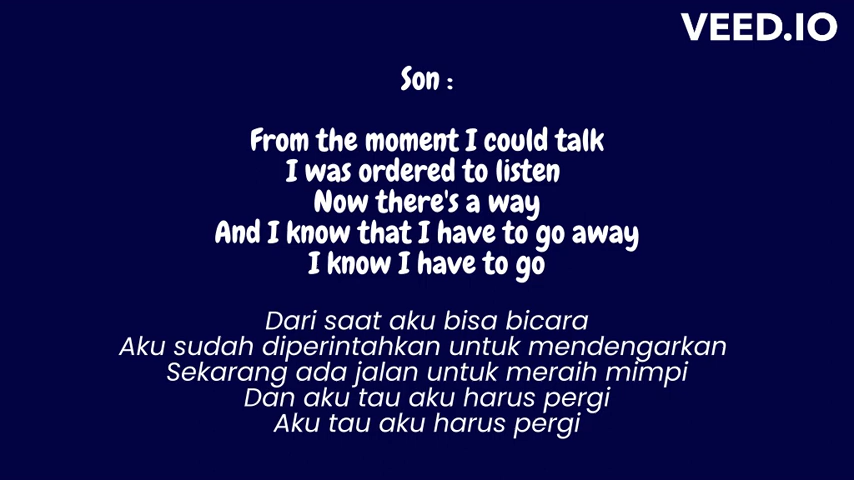 VEED.IO
Son :
From the moment I could talk
I was ordered to listen
Now there's a way
And I know that I have to go away
I know I have to go
Dari saat aku bisa bicara
Aku sudah diperintahkan untuk mendengarkan
Sekarang ada jalan untuk meraih mimpi
Dan aku tau aku harus pergi
Aku tau aku harus pergi